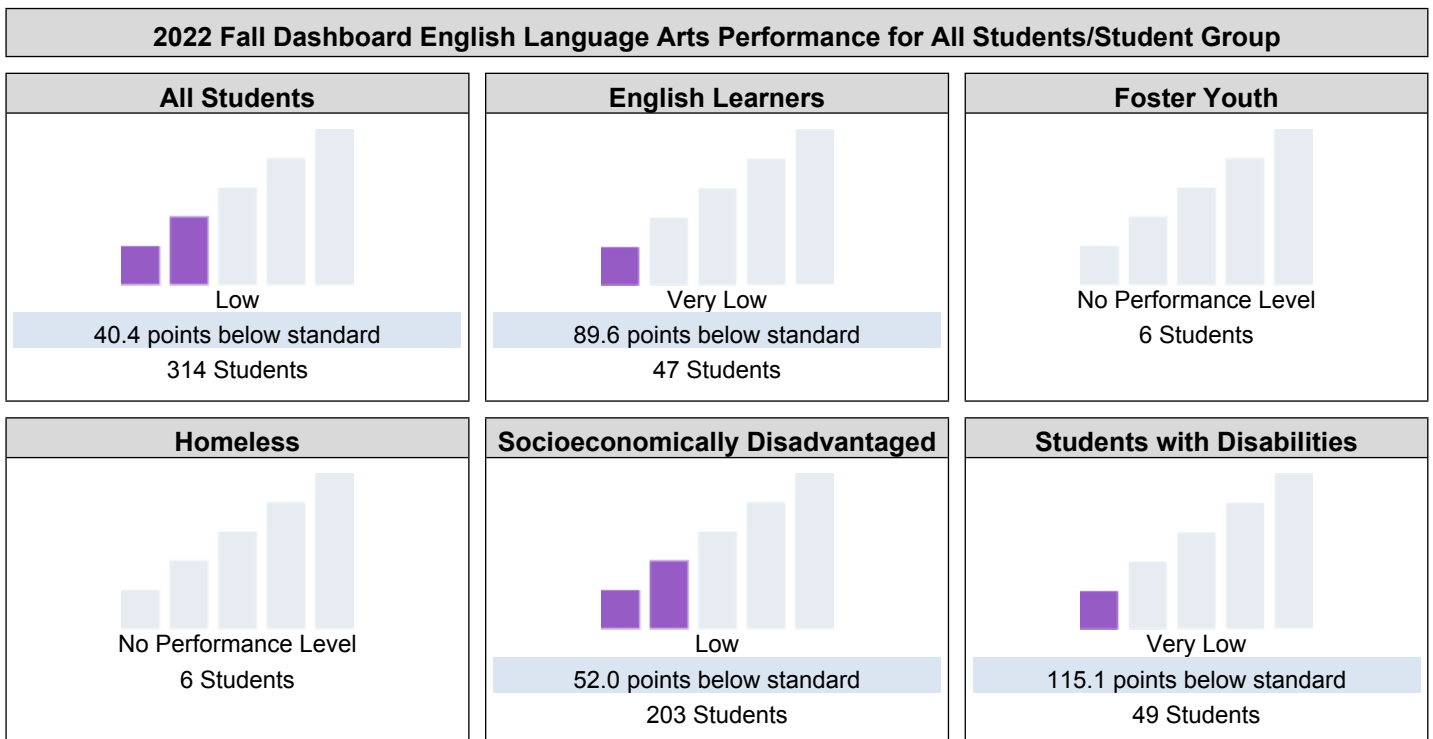 2022 Fall Dashboard English Language Arts Performance for All Students/Student Group
All Students
Low
40.4 points below standard
314 Students
English Learners
Very Low
89.6 points below standard
47 Students
Foster Youth
No Performance Level
6 Students
Homeless
No Performance Level
6 Students
Socioeconomically Disadvantaged
Low
52.0 points below standard
203 Students
Students with Disabilities
Very Low
115.1 points below standard
49 Students